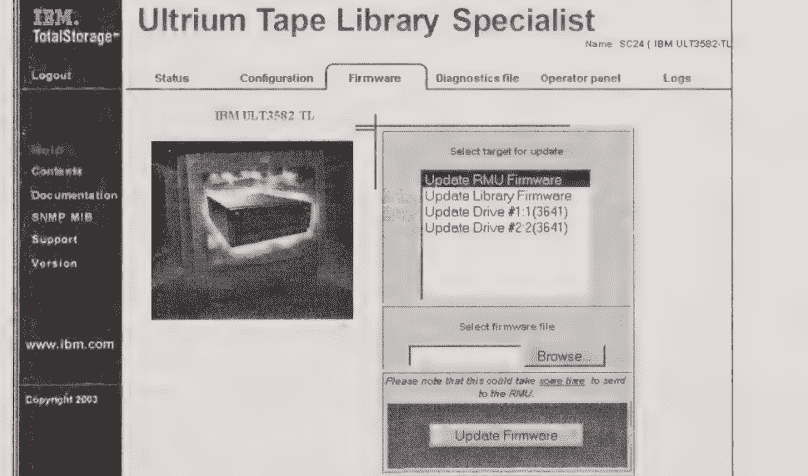 IBM.
TotalStorage™
Ultrium Tape Library Specialist
Name SC24 ( IBM ULT3582-TL
Logout
Status Configuration Firmware Diagnostics file Operator panel Logs
IBM ULT3582 TL
Help
Contents
Documentation
SNMP MIB
Support
Version
www.ibm.com
Copyright 2003
Select target for update
Update RMU Firmware
Update Library Firmware
Update Drive #1:1(3641)
Update Drive #2:2(3641)
Select firmware file
Browse...
Please note that this could take some time to send
to the RMU.
Update Firmware